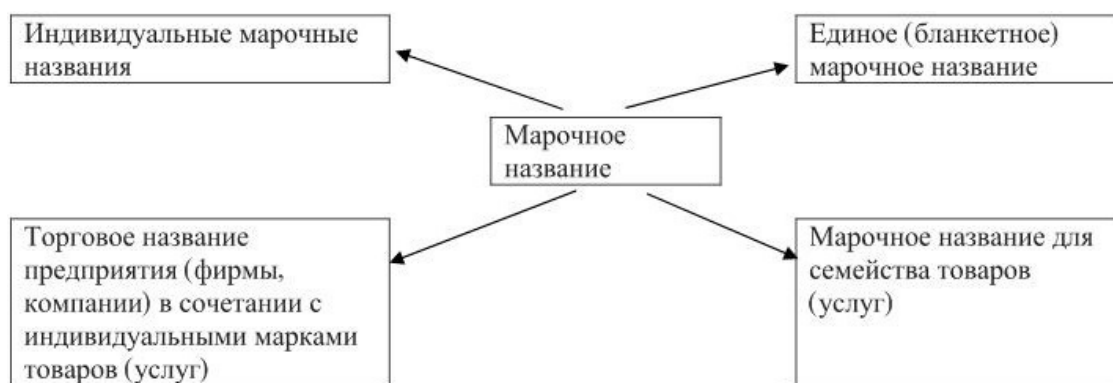 Индивидуальные марочные
названия
Единое (бланкетное)
марочное название
Марочное
название
Торговое название
предприятия (фирмы,
компании) в сочетании с
индивидуальными марками
товаров (услуг)
Марочное название для
семейства товаров
(услуг)